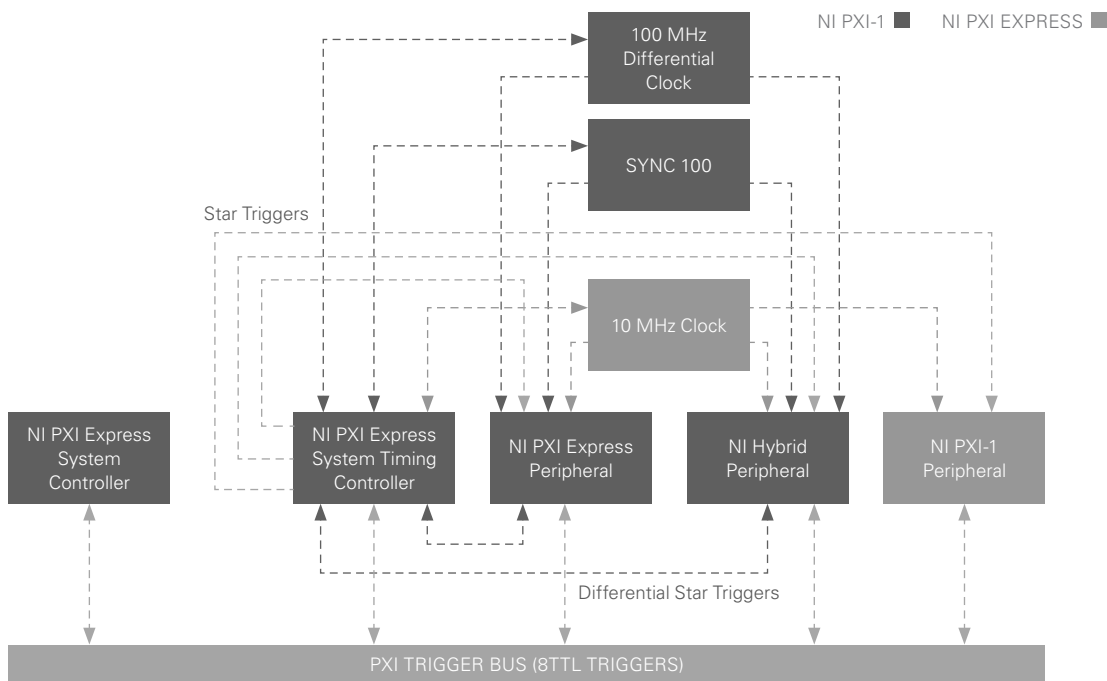 NI PXI-1 NI PXI EXPRESS
100 MHz
Differential
Clock
SYNC 100
Star Triggers
10 MHz Clock
NI PXI Express
System
Controller
NI PXI Express
System Timing
Controller
NI PXI Express
Peripheral
NI Hybrid
Peripheral
NI PXI-1
Peripheral
Differential Star Triggers
PXI TRIGGER BUS (8TTL TRIGGERS)